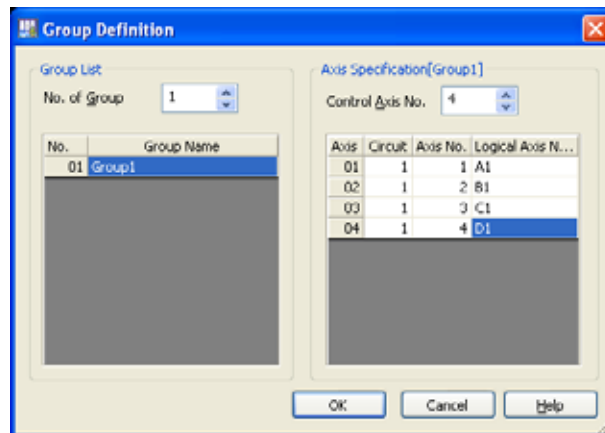 Group Definition
Group List
No. of Group 1
No. Group Name
01 Group1
Axis Specification[Group1]
Control Axis No. 4
Axis Circuit Axis No. Logical Axis N...
01 1 1 A1
02 1 2 B1
03 1 3 C1
04 1 4 D1
OK Cancel Help